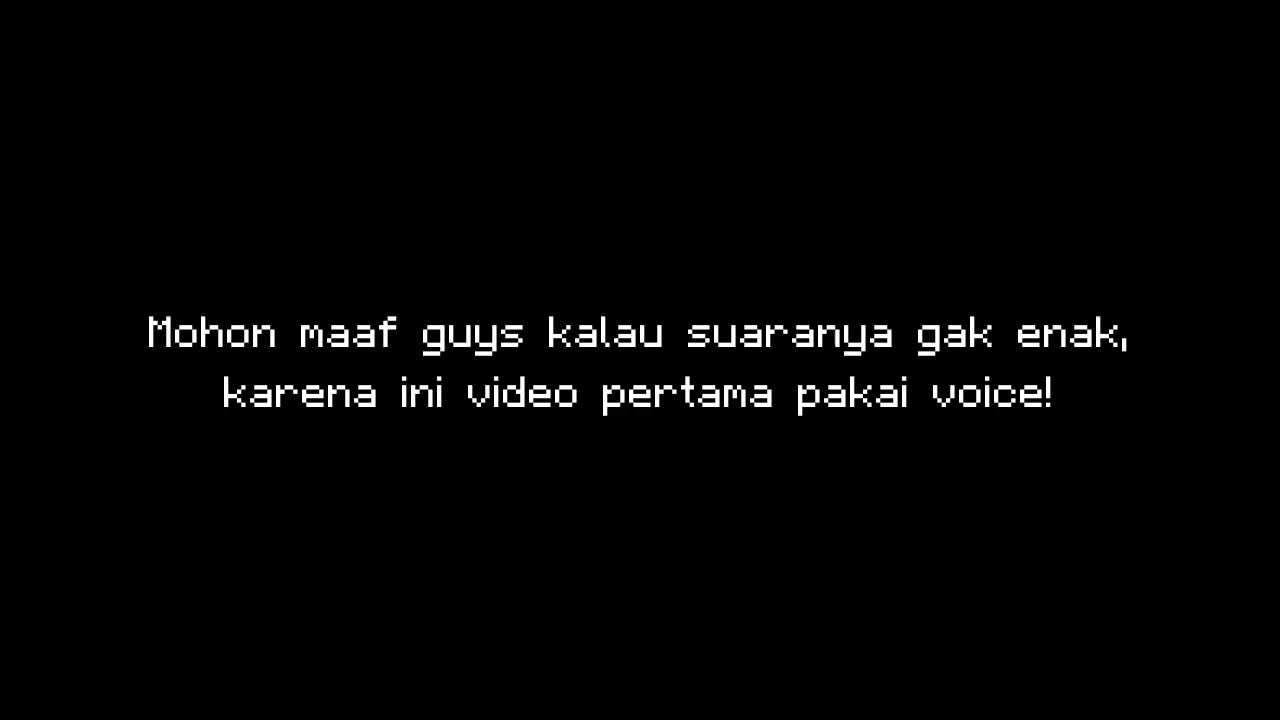 Mohon maaf guys kalau suaranya gak enak,
karena ini video pertama pakai voice!